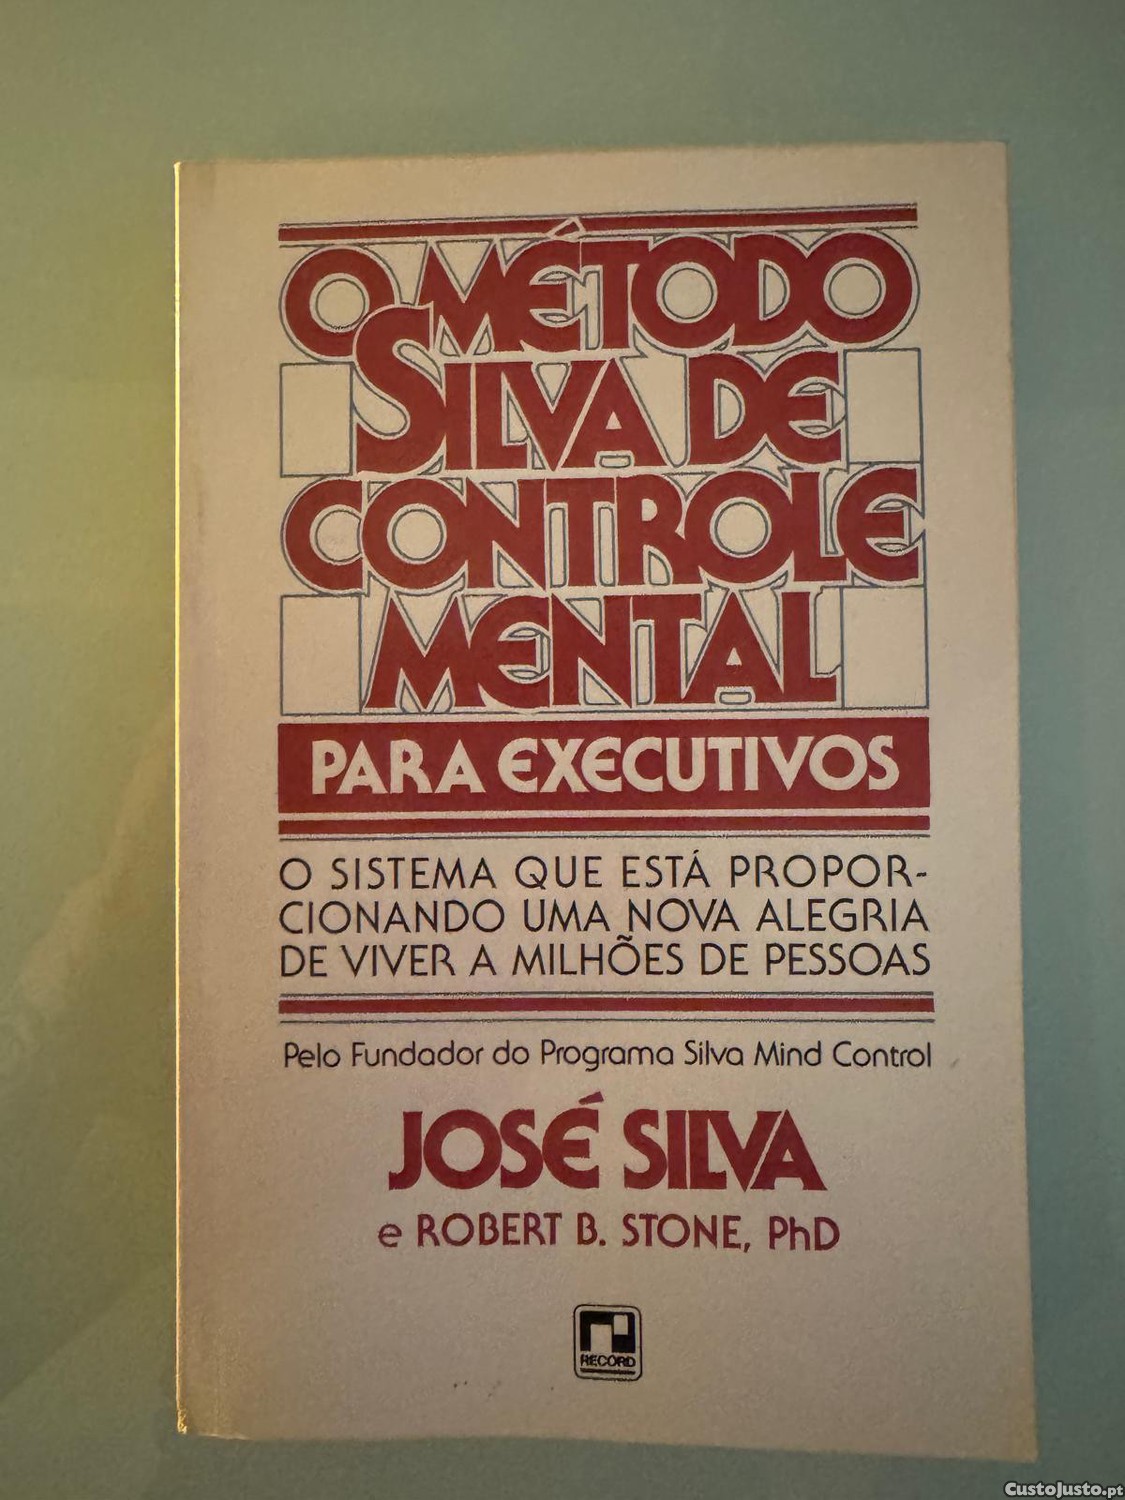 O MÉTODO
SILVA DE
CONTROLE
MENTAL
PARA EXECUTIVOS
O SISTEMA QUE ESTÁ PROPOR-
CIONANDO UMA NOVA ALEGRIA
DE VIVER A MILHÕES DE PESSOAS
Pelo Fundador do Programa Silva Mind Control
JOSÉ SILVA
e ROBERT B. STONE, PhD
RECORD
CustoJusto.pt